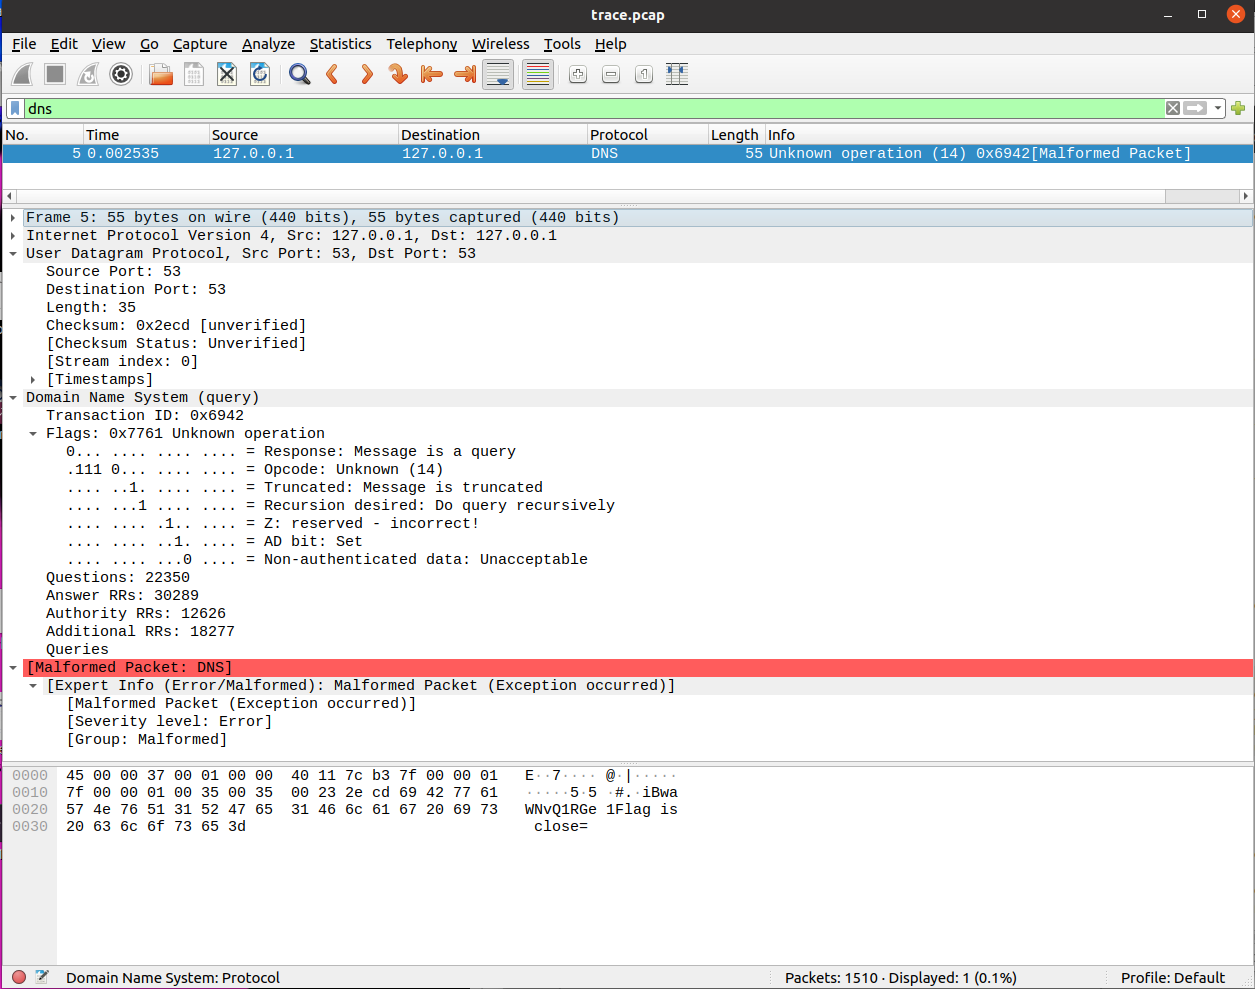 trace.pcap
File Edit View Go Capture Analyze Statistics Telephony Wireless Tools Help
dns
No. Time Source Destination Protocol Length Info
5 0.002535 127.0.0.1 127.0.0.1 DNS 55 Unknown operation (14) 0x6942[Malformed Packet]
Frame 5: 55 bytes on wire (440 bits), 55 bytes captured (440 bits)
Internet Protocol Version 4, Src: 127.0.0.1, Dst: 127.0.0.1
User Datagram Protocol, Src Port: 53, Dst Port: 53
Source Port: 53
Destination Port: 53
Length: 35
Checksum: 0x2ecd [unverified]
[Checksum Status: Unverified]
[Stream index: 0]
[Timestamps]
Domain Name System (query)
Transaction ID: 0x6942
Flags: 0x7761 Unknown operation
0... .... .... .... = Response: Message is a query
.111 0... .... .... = Opcode: Unknown (14)
.... ..1. .... .... = Truncated: Message is truncated
.... ...1 .... .... = Recursion desired: Do query recursively
.... .... .1.. .... = Z: reserved - incorrect!
.... .... ..1. .... = AD bit: Set
.... .... ...0 .... = Non-authenticated data: Unacceptable
Questions: 22350
Answer RRs: 30289
Authority RRs: 12626
Additional RRs: 18277
Queries
[Malformed Packet: DNS]
[Expert Info (Error/Malformed): Malformed Packet (Exception occurred)]
[Malformed Packet (Exception occurred)]
[Severity level: Error]
[Group: Malformed]
0000 45 00 00 37 00 01 00 00 40 11 7c b3 7f 00 00 01 E··7···· @·|·····
0010 7f 00 00 01 00 35 00 35 00 23 2e cd 69 42 77 61 ·····5·5 ·#.·iBwa
0020 57 4e 76 51 31 52 47 65 31 46 6c 61 67 20 69 73 WNvQ1RGe 1Flag is
0030 20 63 6c 6f 73 65 3d close=
Domain Name System: Protocol Packets: 1510 · Displayed: 1 (0.1%) Profile: Default